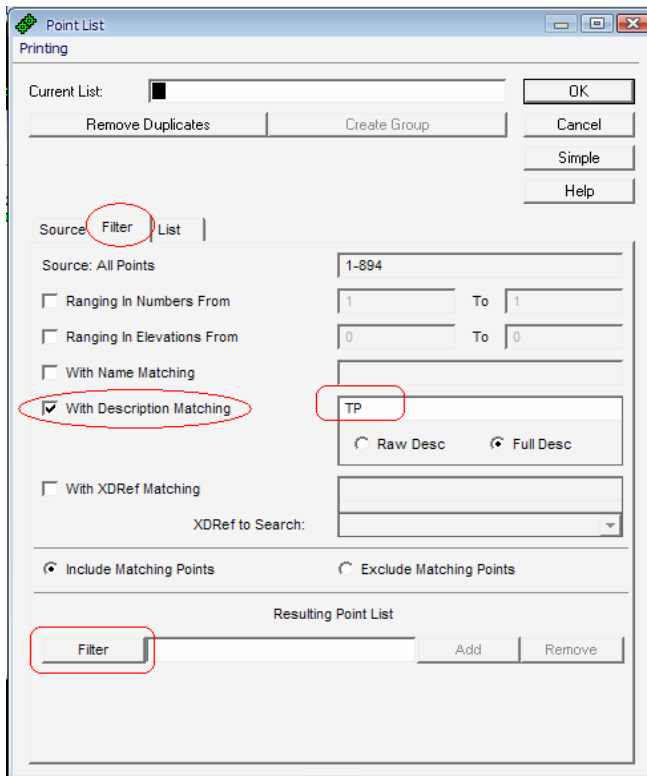 Point List
Printing
Current List:
OK
Remove Duplicates Create Group Cancel
Simple
Help
Source Filter List
Source: All Points 1-894
Ranging In Numbers From 1 To 1
Ranging In Elevations From 0 To 0
With Name Matching
With Description Matching TP
Raw Desc Full Desc
With XDRef Matching
XDRef to Search:
Include Matching Points Exclude Matching Points
Resulting Point List
Filter Add Remove